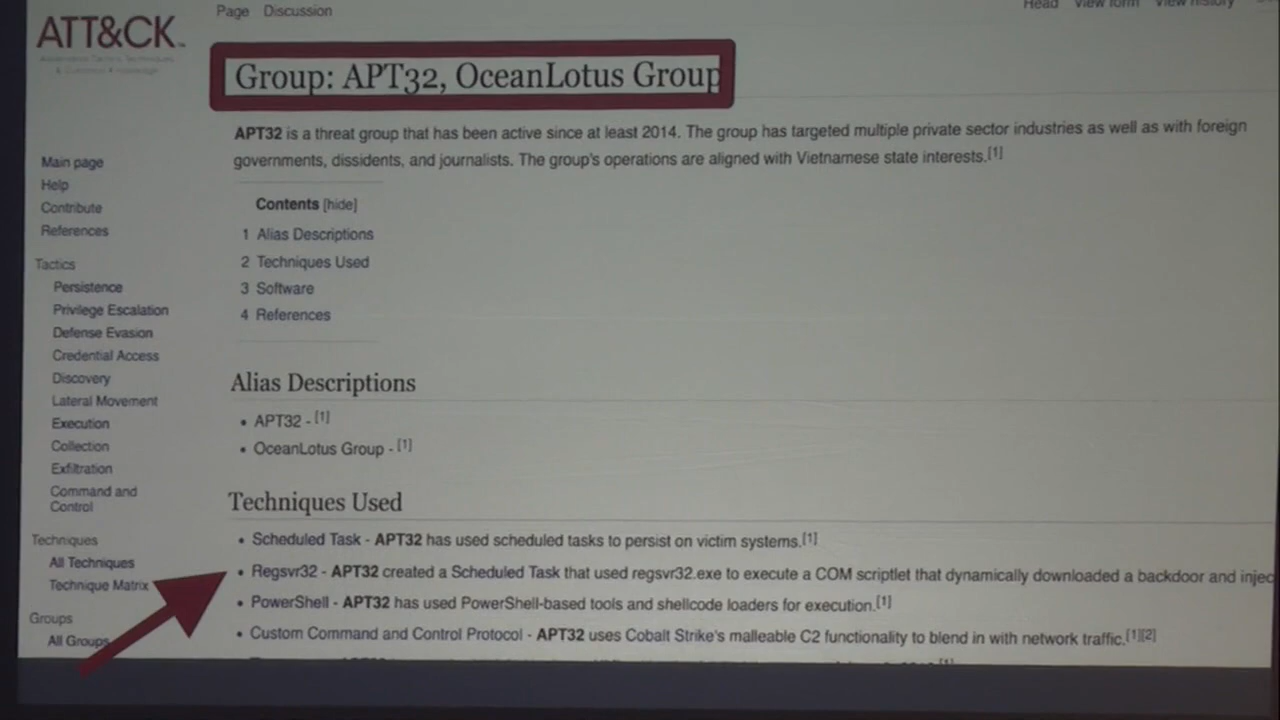 Page Discussion
Head View form View history
ATT&CK™
Group: APT32, OceanLotus Group
APT32 is a threat group that has been active since at least 2014. The group has targeted multiple private sector industries as well as with foreign
governments, dissidents, and journalists. The group's operations are aligned with Vietnamese state interests.[1]
Main page
Help
Contribute
References
Tactics
Persistence
Privilege Escalation
Defense Evasion
Credential Access
Discovery
Lateral Movement
Execution
Collection
Exfiltration
Command and
Control
Techniques
All Techniques
Technique Matrix
Groups
All Groups
Contents [hide]
1 Alias Descriptions
2 Techniques Used
3 Software
4 References
Alias Descriptions
• APT32 - [1]
• OceanLotus Group - [1]
Techniques Used
• Scheduled Task - APT32 has used scheduled tasks to persist on victim systems.[1]
• Regsvr32 - APT32 created a Scheduled Task that used regsvr32.exe to execute a COM scriptlet that dynamically downloaded a backdoor and injec
• PowerShell - APT32 has used PowerShell-based tools and shellcode loaders for execution.[1]
• Custom Command and Control Protocol - APT32 uses Cobalt Strike's malleable C2 functionality to blend in with network traffic.[1][2]